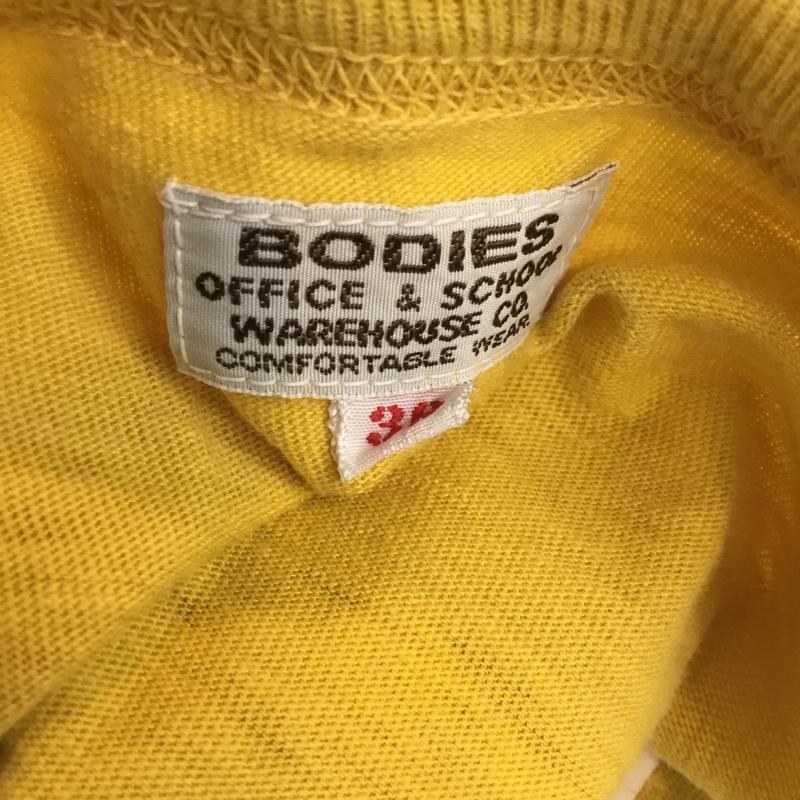 BODIES
OFFICE & SCHOOL
WAREHOUSE CO.
COMFORTABLE WEAR.